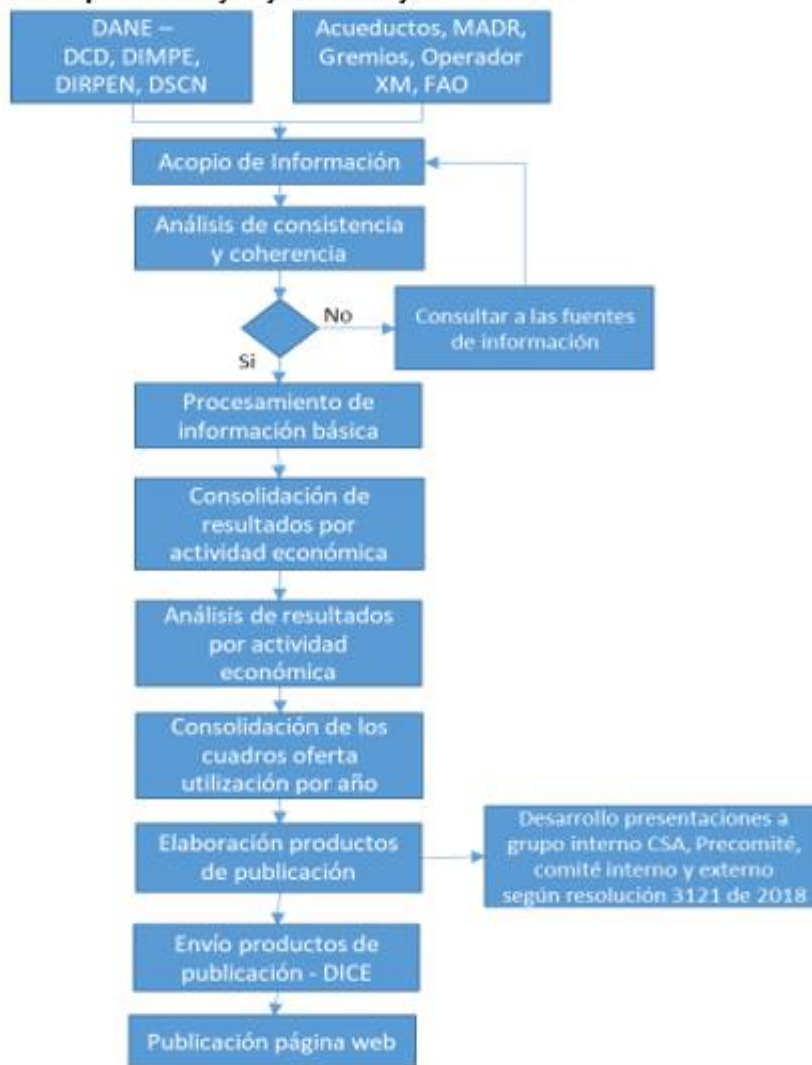 DANE –
DCD, DIMPE,
DIRPEN, DSCN
Acueductos, MADR,
Gremios, Operador
XM, FAO
Acopio de Información
Análisis de consistencia
y coherencia
No
Consultar a las fuentes
de información
Si
Procesamiento de
información básica
Consolidación de
resultados por
actividad económica
Análisis de resultados
por actividad
económica
Consolidación de los
cuadros oferta
utilización por año
Elaboración productos
de publicación
Desarrollo presentaciones a
grupo interno CSA, Precomité,
comité interno y externo
según resolución 3121 de 2018
Envío productos de
publicación - DICE
Publicación página web